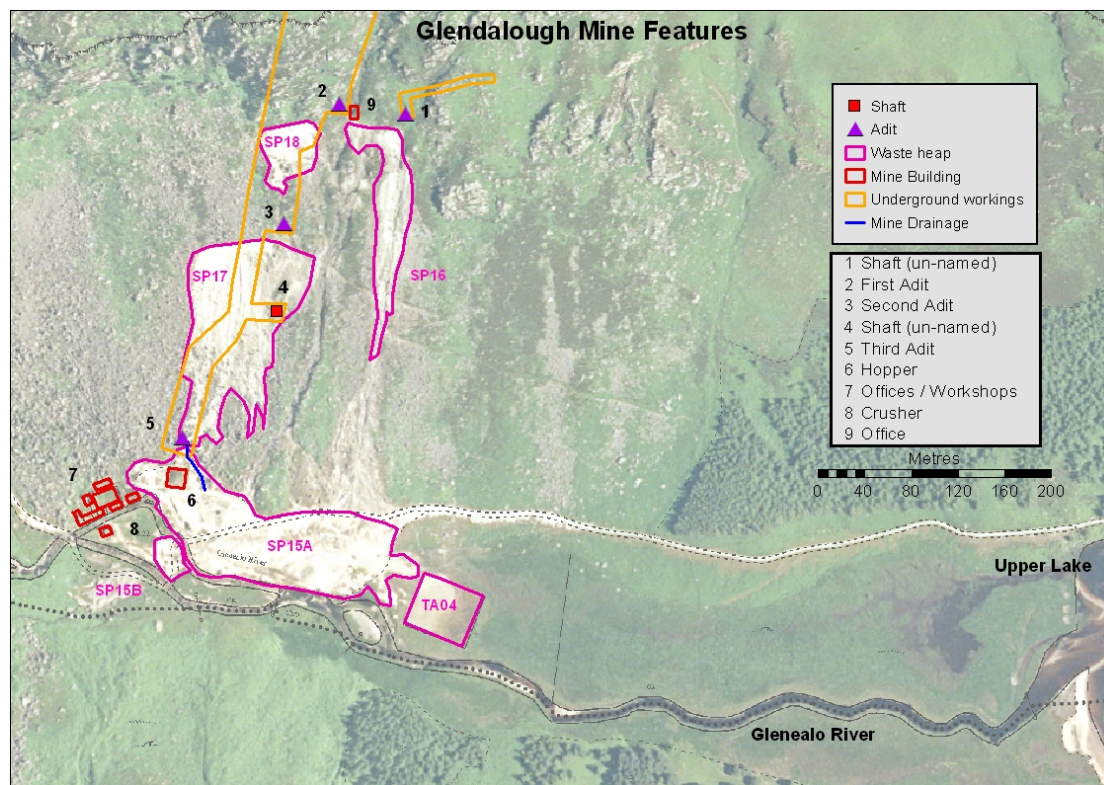 Glendalough Mine Features
2
9
1
SP18
3
SP17
SP16
4
5
7
6
8
SP15A
Glenealo River
SP15B
TA04
Upper Lake
Glenealo River
Shaft
Adit
Waste heap
Mine Building
Underground workings
Mine Drainage
1 Shaft (un-named)
2 First Adit
3 Second Adit
4 Shaft (un-named)
5 Third Adit
6 Hopper
7 Offices / Workshops
8 Crusher
9 Office
Metres
0 40 80 120 160 200